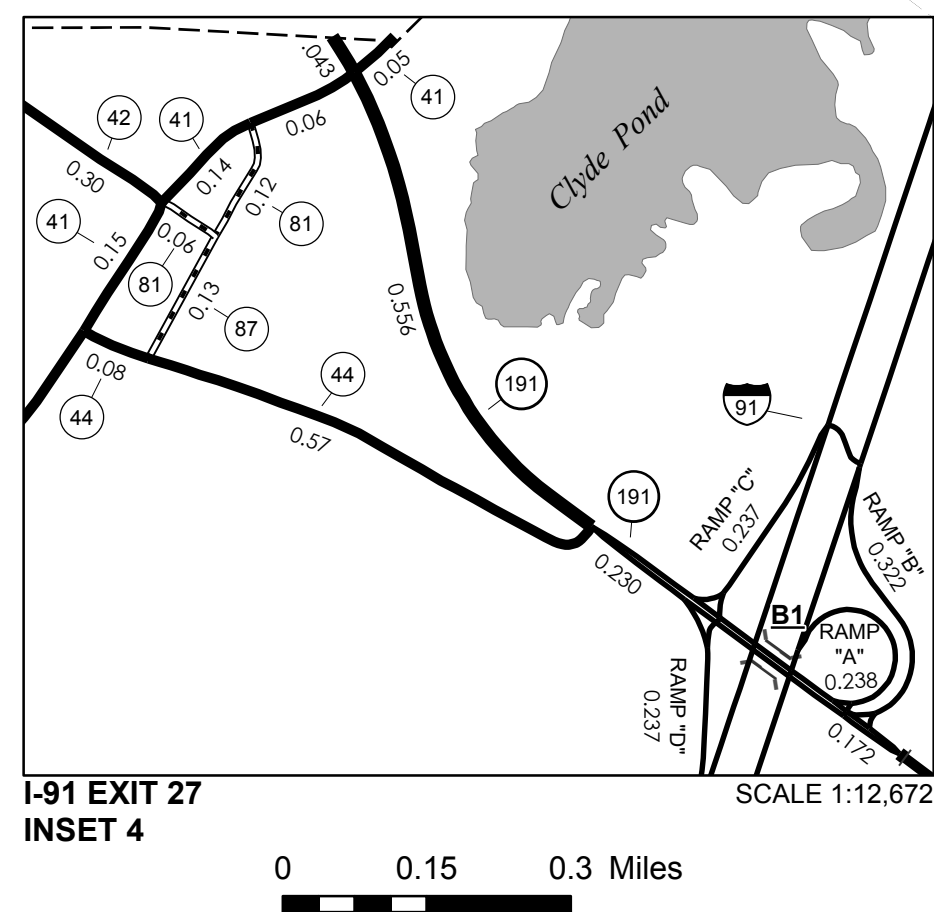 .043
0.05
41
42
41
0.06
Clyde Pond
0.30
0.14
0.12
41
0.15
0.06
81
81
0.13
87
0.556
0.08
44
44
0.57
191
91
191
RAMP "C"
0.237
RAMP "B"
0.322
0.230
B1
RAMP
"A"
0.238
RAMP "D"
0.237
0.172
I-91 EXIT 27
INSET 4
SCALE 1:12,672
0 0.15 0.3 Miles